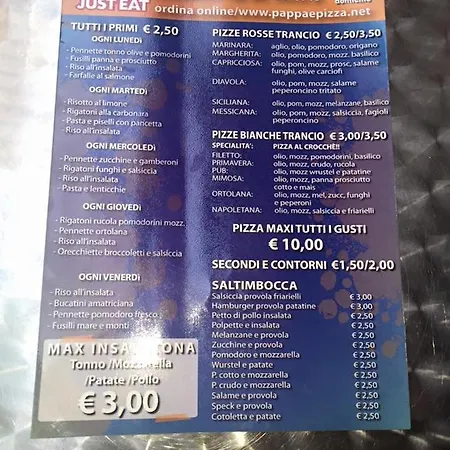 JUST EAT
ordina online/www.pappaepizza.net
TUTTI I PRIMI € 2,50
OGNI LUNEDÌ
- Pennette tonno olive e pomodorini
- Fusilli panna e prosciutto
- Riso all'insalata
- Farfalle al salmone
OGNI MARTEDÌ
- Risotto al limone
- Rigatoni alla carbonara
- Pasta e piselli con pancetta
- Riso all'insalata
OGNI MERCOLEDÌ
- Pennette zucchine e gamberoni
- Rigatoni funghi e salsiccia
- Riso all'insalata
- Pasta e lenticchie
OGNI GIOVEDÌ
- Rigatoni rucola pomodorini mozz.
- Pennette ortolana
- Riso all'insalata
- Orecchiette broccoletti e salsiccia
OGNI VENERDÌ
- Riso all'insalata
- Bucatini amatriciana
- Pennette pomodoro fresco
- Fusilli mare e monti
MAX INSALATONA
Tonno /Mozzarella
/Patate /Pollo
€ 3,00
PIZZE ROSSE TRANCIO € 2,50/3,50
MARINARA: aglio, olio, pomodoro, origano
MARGHERITA: olio, pomodoro, mozz. basilico
CAPRICCIOSA: olio, pom, mozz, prosc, salame
funghi, olive carciofi
DIAVOLA: olio, pom, mozz, salame
peperoncino tritato
SICILIANA: olio, pom, mozz, melanzane, basilico
MESSICANA: olio, pom, mozz, salsiccia, fagioli
peperoncino
PIZZE BIANCHE TRANCIO € 3,00/3,50
SPECIALITA': PIZZA AL CROCCHÈ!!
FILETTO: olio, mozz, pomodorini, basilico
PRIMAVERA: olio, mozz, crudo, rucola
PUB: olio, mozz wrustel e patatine
MIMOSA: olio, mozz, panna prosciutto
cotto e mais
ORTOLANA: olio, mozz, mel, zucc, funghi
e peperoni
NAPOLETANA: olio, mozz, salsiccia e friarielli
PIZZA MAXI TUTTI I GUSTI
€ 10,00
SECONDI E CONTORNI €1,50/2,00
SALTIMBOCCA
Salsiccia provola friarielli € 3,00
Hamburger provola patatine € 3,00
Petto di pollo insalata € 2,50
Polpette e insalata € 2,50
Melanzane e provola € 2,50
Zucchine e provola € 2,50
Pomodoro e mozzarella € 2,50
Wurstel e patate € 2,50
P. cotto e mozzarella € 2,50
P. crudo e mozzarella € 2,50
Salame e provola € 2,50
Speck e provola € 2,50
Cotoletta e patate € 2,50